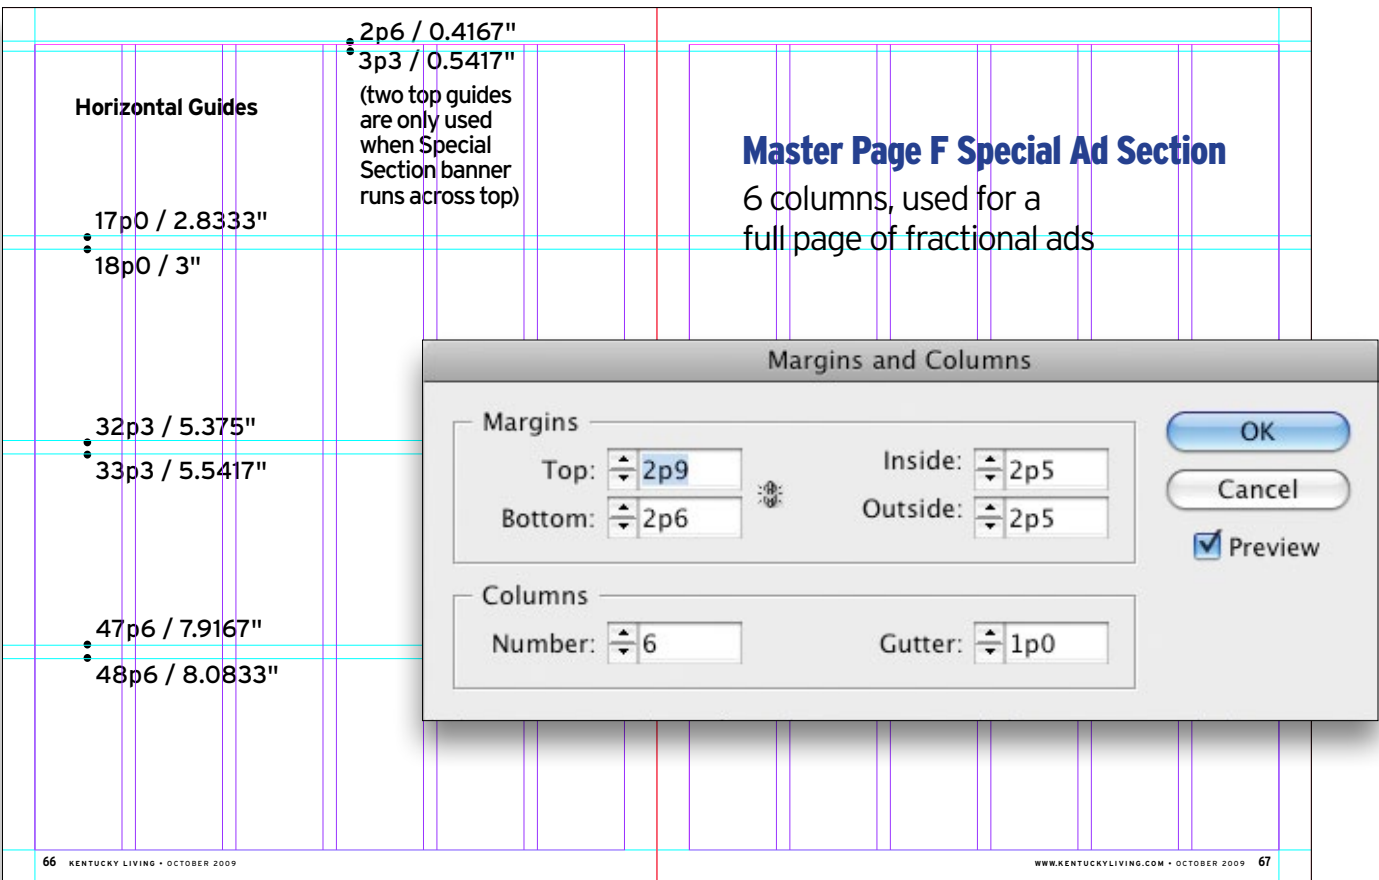 2p6 / 0.4167"
3p3 / 0.5417"
(two top guides
are only used
when Special
Section banner
runs across top)
Horizontal Guides
17p0 / 2.8333"
18p0 / 3"
32p3 / 5.375"
33p3 / 5.5417"
47p6 / 7.9167"
48p6 / 8.0833"
Master Page F Special Ad Section
6 columns, used for a
full page of fractional ads
Margins and Columns
Margins
Top: 2p9
Bottom: 2p6
Inside: 2p5
Outside: 2p5
Columns
Number: 6
Gutter: 1p0
OK
Cancel
Preview
66 KENTUCKY LIVING • OCTOBER 2009
WWW.KENTUCKYLIVING.COM • OCTOBER 2009 67